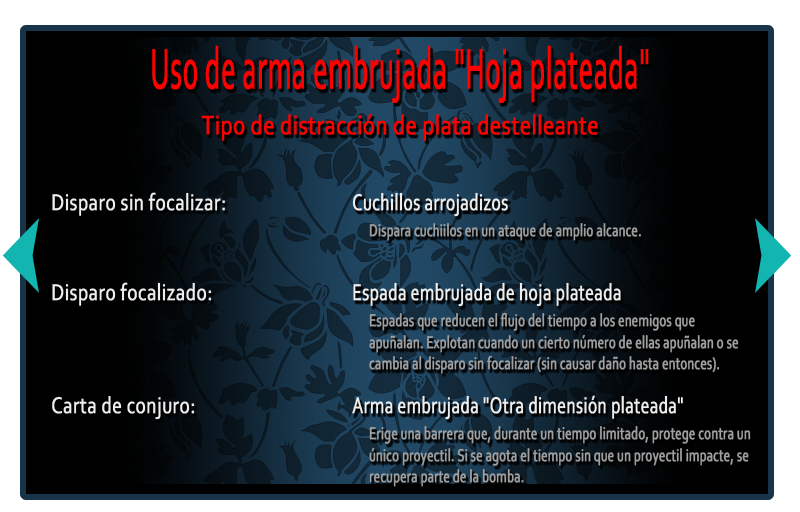 Uso de arma embrujada "Hoja plateada"
Tipo de distracción de plata destelleante
Disparo sin focalizar:
Cuchillos arrojadizos
Dispara cuchiilos en un ataque de amplio alcance.
Disparo focalizado:
Espada embrujada de hoja plateada
Espadas que reducen el flujo del tiempo a los enemigos que
apuñalan. Explotan cuando un cierto número de ellas apuñalan o se
cambia al disparo sin focalizar (sin causar daño hasta entonces).
Carta de conjuro:
Arma embrujada "Otra dimensión plateada"
Erige una barrera que, durante un tiempo limitado, protege contra un
único proyectil. Si se agota el tiempo sin que un proyectil impacte, se
recupera parte de la bomba.